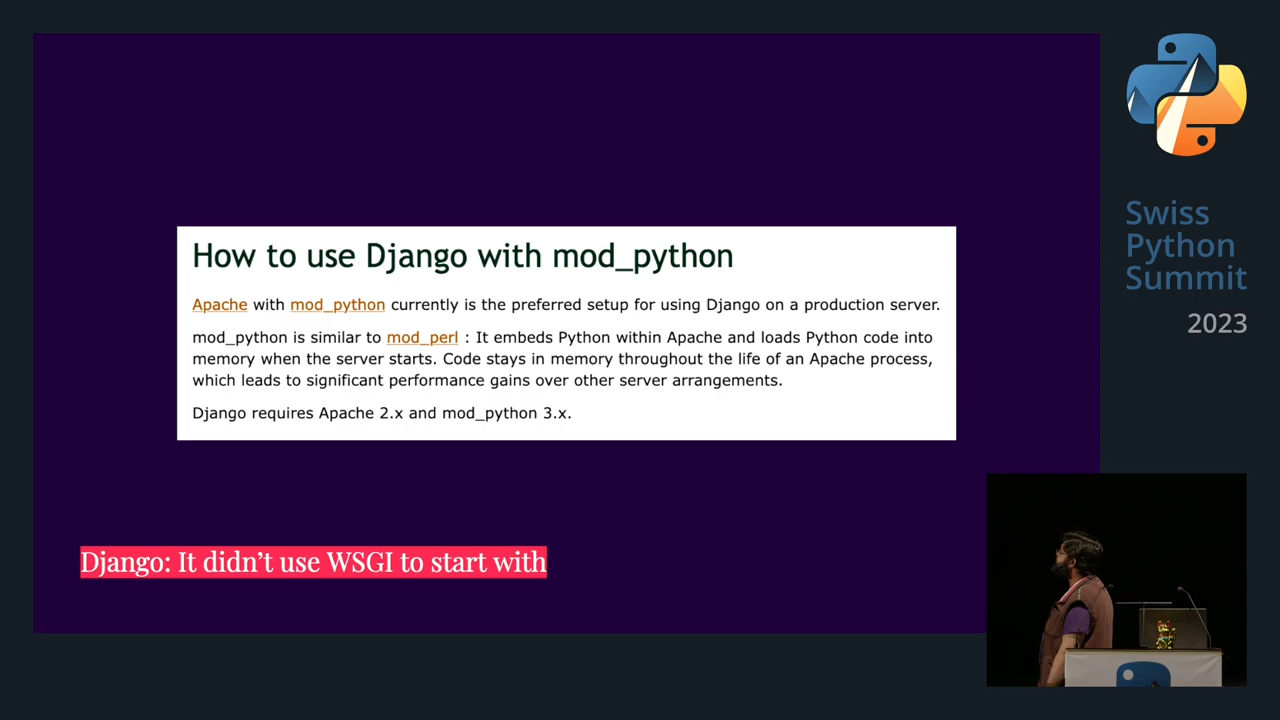 How to use Django with mod_python
Apache with mod_python currently is the preferred setup for using Django on a production server.
mod_python is similar to mod_perl : It embeds Python within Apache and loads Python code into
memory when the server starts. Code stays in memory throughout the life of an Apache process,
which leads to significant performance gains over other server arrangements.
Django requires Apache 2.x and mod_python 3.x.
Django: It didn’t use WSGI to start with
Swiss
Python
Summit
2023